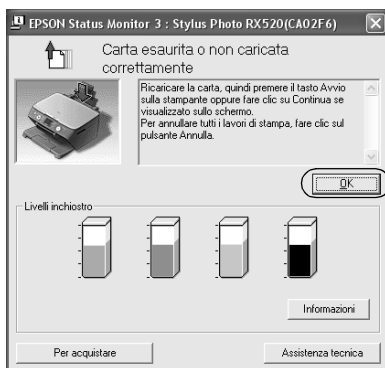 EPSON Status Monitor 3 : Stylus Photo RX520(CA02F6)
Carta esaurita o non caricata
correttamente
Ricaricare la carta, quindi premere il tasto Avvio
sulla stampante oppure fare clic su Continua se
visualizzato sullo schermo.
Per annullare tutti i lavori di stampa, fare clic sul
pulsante Annulla.
OK
Livelli inchiostro
Informazioni
Per acquistare
Assistenza tecnica